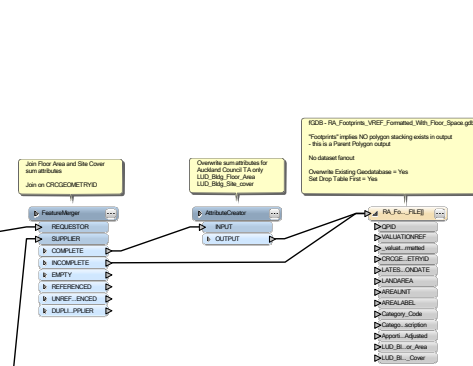 fGDB - RA_Footprints_VREF_Formatted_With_Floor_Space.gdb
"Footprints" implies NO polygon stacking exists in output
- this is a Parent Polygon output
No dataset fanout
Overwrite Existing Geodatabase = Yes
Set Drop Table First = Yes
Join Floor Area and Site Cover
sum attributes
Join on CRCGEOMETRYID
Overwrite sum attributes for
Auckland Council TA only
LUD_Bldg_Floor_Area
LUD_Bldg_Site_cover
FeatureMerger
REQUESTOR
SUPPLIER
COMPLETE
INCOMPLETE
EMPTY
REFERENCED
UNREF...ENCED
DUPLI...PPLIER
AttributeCreator
INPUT
OUTPUT
RA_Fo..._FILE]]
QPID
VALUATIONREF
_valuat...rmatted
CRCGE...ETRYID
LATES...ONDATE
LANDAREA
AREAUNIT
AREALABEL
Category_Code
Catego...scription
Apporti...Adjusted
LUD_Bl...or_Area
LUD_Bl..._Cover